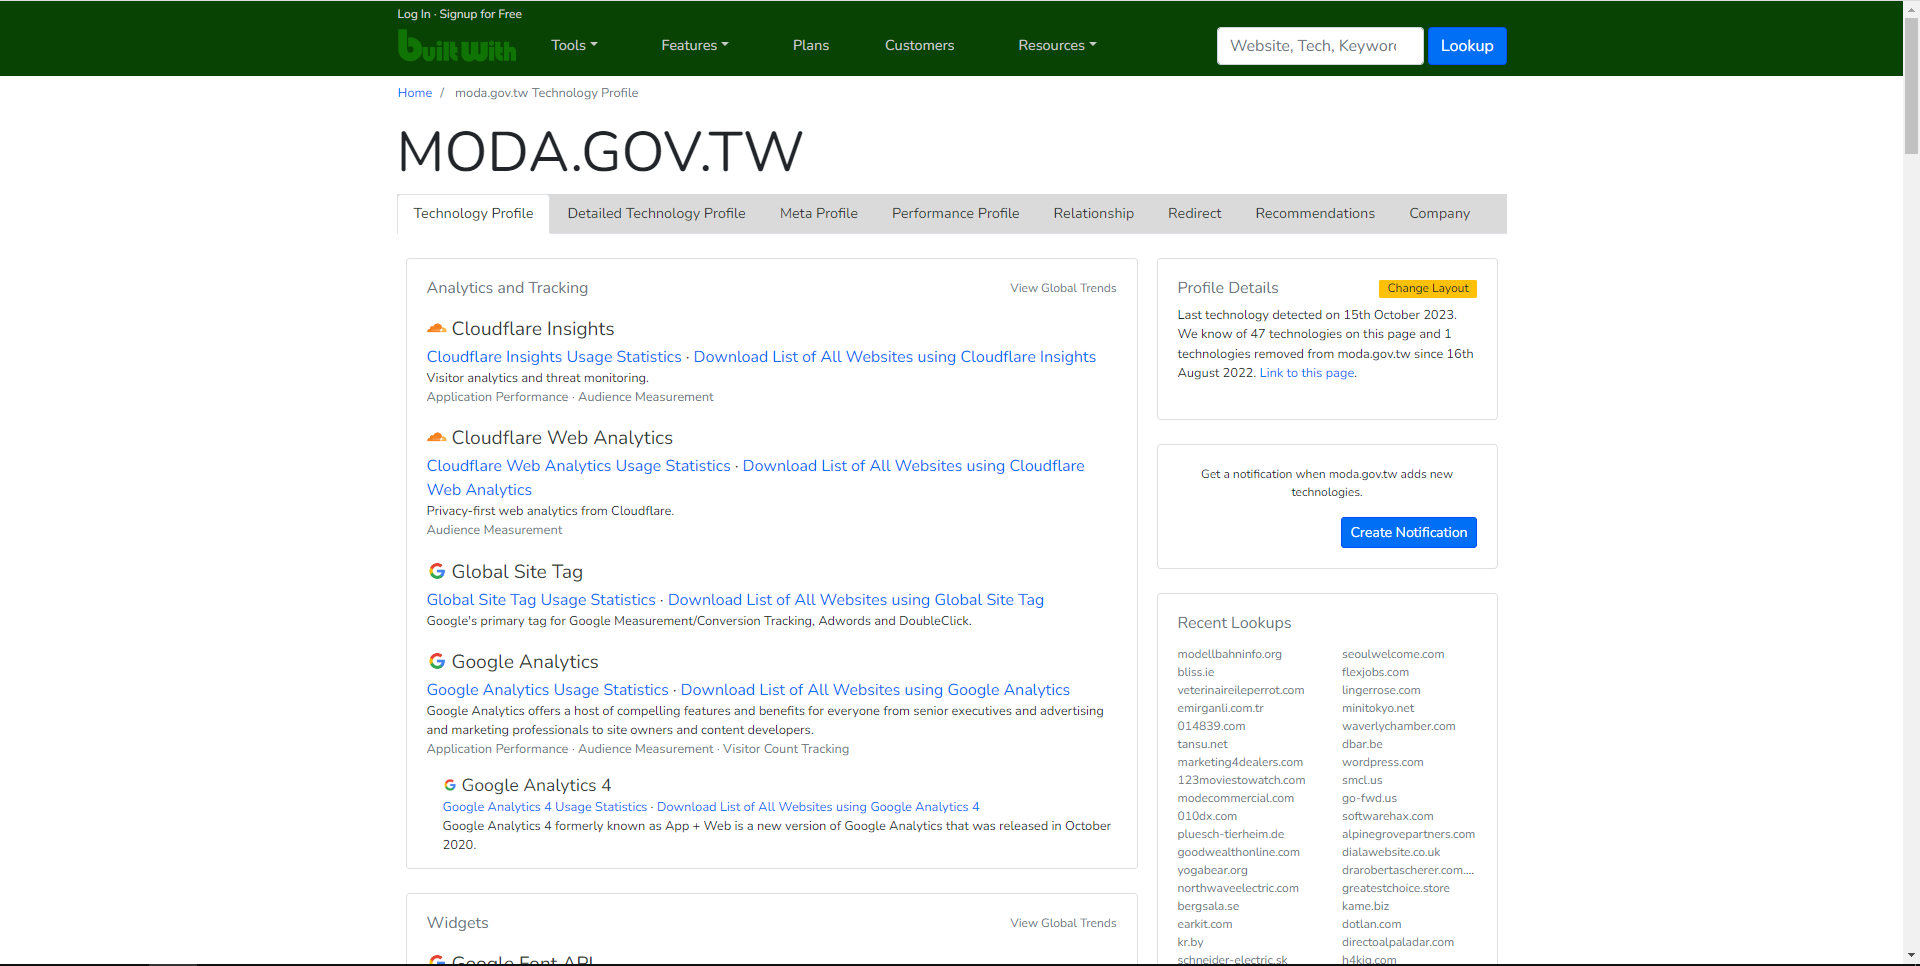 Log In · Signup for Free
built with
Tools
Features
Plans
Customers
Resources
Website, Tech, Keyword
Lookup
Home / moda.gov.tw Technology Profile
MODA.GOV.TW
Technology Profile
Detailed Technology Profile
Meta Profile
Performance Profile
Relationship
Redirect
Recommendations
Company
Analytics and Tracking
View Global Trends
Cloudflare Insights
Cloudflare Insights Usage Statistics · Download List of All Websites using Cloudflare Insights
Visitor analytics and threat monitoring.
Application Performance · Audience Measurement
Cloudflare Web Analytics
Cloudflare Web Analytics Usage Statistics · Download List of All Websites using Cloudflare
Web Analytics
Privacy-first web analytics from Cloudflare.
Audience Measurement
Global Site Tag
Global Site Tag Usage Statistics · Download List of All Websites using Global Site Tag
Google's primary tag for Google Measurement/Conversion Tracking, Adwords and DoubleClick.
Google Analytics
Google Analytics Usage Statistics · Download List of All Websites using Google Analytics
Google Analytics offers a host of compelling features and benefits for everyone from senior executives and advertising
and marketing professionals to site owners and content developers.
Application Performance · Audience Measurement · Visitor Count Tracking
Google Analytics 4
Google Analytics 4 Usage Statistics · Download List of All Websites using Google Analytics 4
Google Analytics 4 formerly known as App + Web is a new version of Google Analytics that was released in October
2020.
Widgets
View Global Trends
Google Font API
Profile Details
Change Layout
Last technology detected on 15th October 2023.
We know of 47 technologies on this page and 1
technologies removed from moda.gov.tw since 16th
August 2022. Link to this page.
Get a notification when moda.gov.tw adds new
technologies.
Create Notification
Recent Lookups
modellbahninfo.org
bliss.ie
veterinaireileperrot.com
emirganli.com.tr
014839.com
tansu.net
marketing4dealers.com
123moviestowatch.com
modecommercial.com
010dx.com
pluesch-tierheim.de
goodwealthonline.com
yogabear.org
northwaveelectric.com
bergsala.se
earkit.com
kr.by
schneider-electric.sk
seoulwelcome.com
flexjobs.com
lingerrose.com
minitokyo.net
waverlychamber.com
dbar.be
wordpress.com
smcl.us
go-fwd.us
softwarehax.com
alpinegrovepartners.com
dialawebsite.co.uk
drarobertascherer.com....
greatestchoice.store
kame.biz
dotlan.com
directoalpaladar.com
h4kig.com